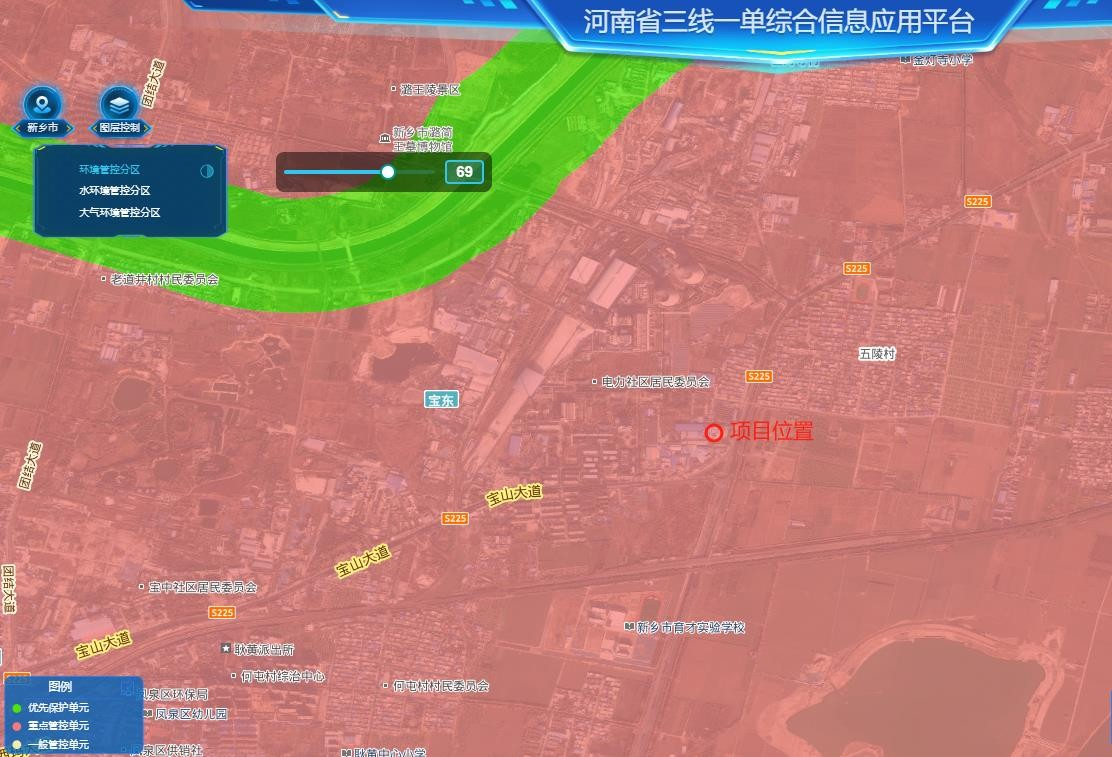 河南省三线一单综合信息应用平台
金灯寺小学
团结大道
潞王陵景区
新乡市
图层控制
新乡市潞简
王墓博物馆
环境管控分区
水环境管控分区
大气环境管控分区
69
S225
S225
老道井村村民委员会
五陵村
S225
电力社区居民委员会
宝东
项目位置
团结大道
宝山大道
S225
宝山大道
团结大道
宝中社区居民委员会
S225
新乡市育才实验学校
宝山大道
耿黄派出所
何屯村综治中心
何屯村村民委员会
图例
凤泉区环保局
优先保护单元
凤泉区幼儿园
重点管控单元
一般管控单元
凤泉区供销社
耿黄中心小学